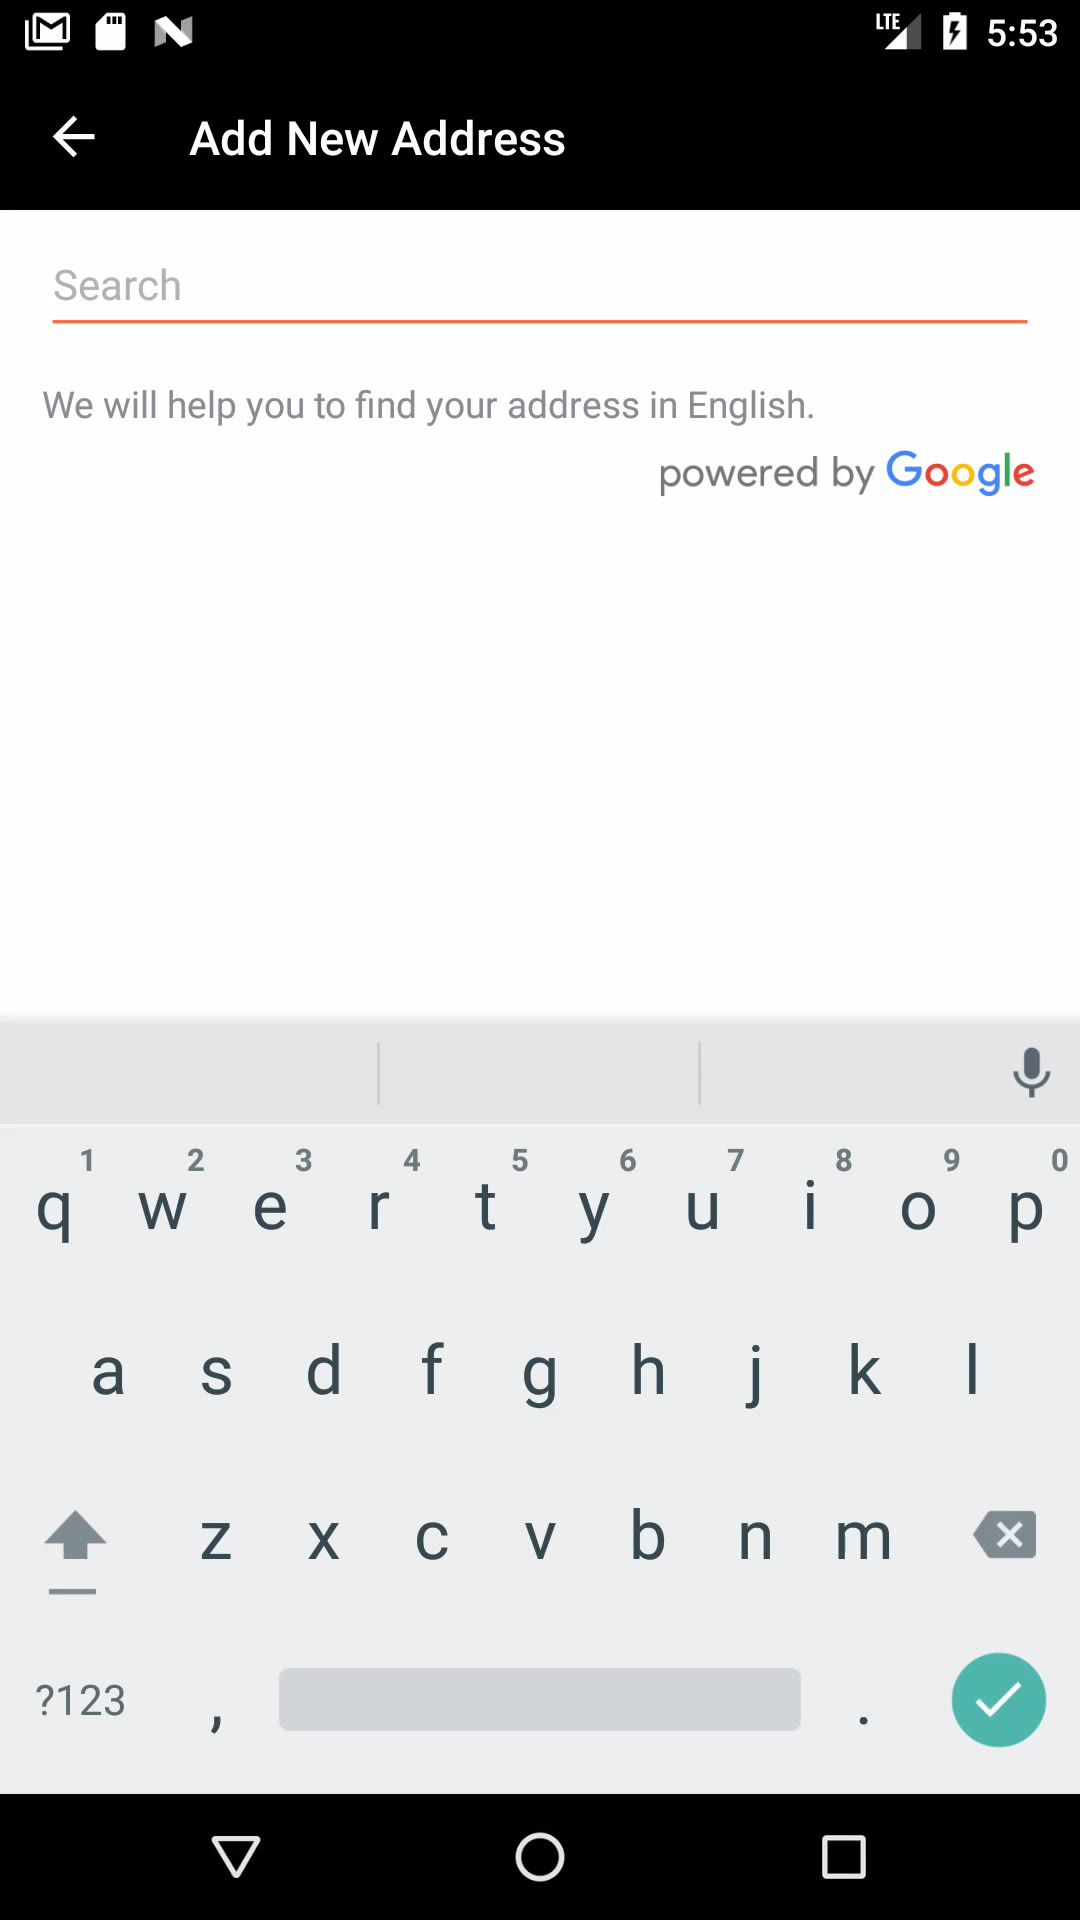 LTE 5:53
Add New Address
Search
We will help you to find your address in English.
powered by Google
1 2 3 4 5 6 7 8 9 0
q w e r t y u i o p
a s d f g h j k l
z x c v b n m
?123 , .